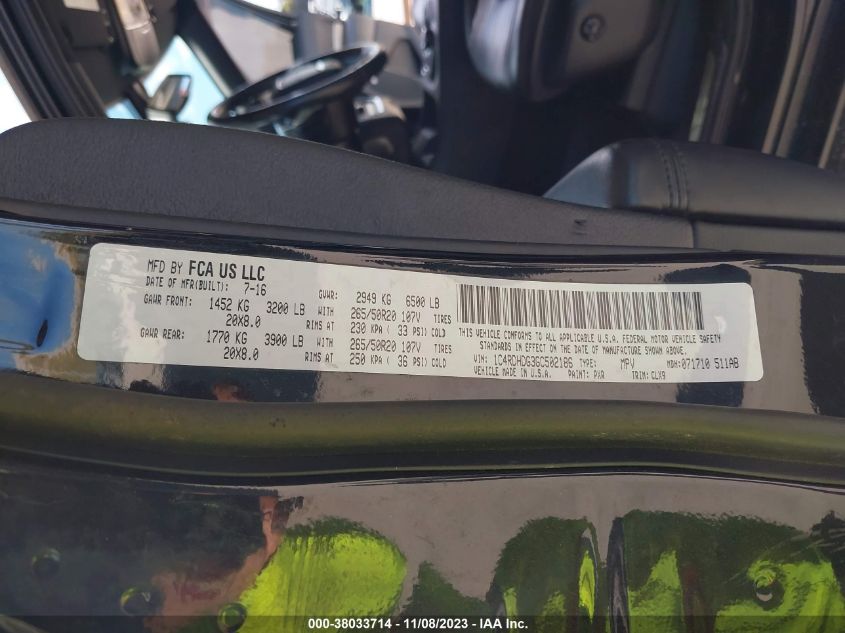 MFD BY FCA US LLC
DATE OF MFR(BUILT): 7-16 GVWR: 2949 KG 6500 LB
GAWR FRONT: 1452 KG 3200 LB WITH 265/50R20 107V TIRES
20X8.0 RIMS AT 230 KPA ( 33 PSI) COLD
GAWR REAR: 1770 KG 3900 LB WITH 265/50R20 107V TIRES
20X8.0 RIMS AT 250 KPA ( 36 PSI) COLD
THIS VEHICLE CONFORMS TO ALL APPLICABLE U.S.A. FEDERAL MOTOR VEHICLE SAFETY
STANDARDS IN EFFECT ON THE DATE OF MANUFACTURE SHOWN ABOVE.
VIN: 1C4RDHDG3GC502186 TYPE: MPV MDH: 071710 511AB
VEHICLE MADE IN U.S.A. PAINT: PXR TRIM: CLX9
000-38033714 - 11/08/2023 - IAA Inc.